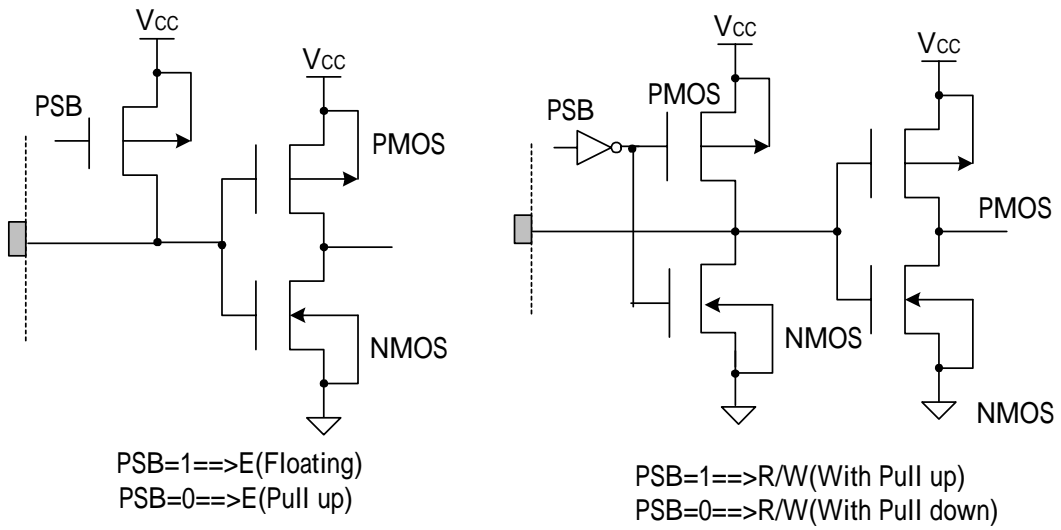 VCC
VCC
PSB
PMOS
NMOS
PSB=1==>E(Floating)
PSB=0==>E(Pull up)
VCC
VCC
PSB
PMOS
PMOS
NMOS
NMOS
PSB=1==>R/W(With Pull up)
PSB=0==>R/W(With Pull down)